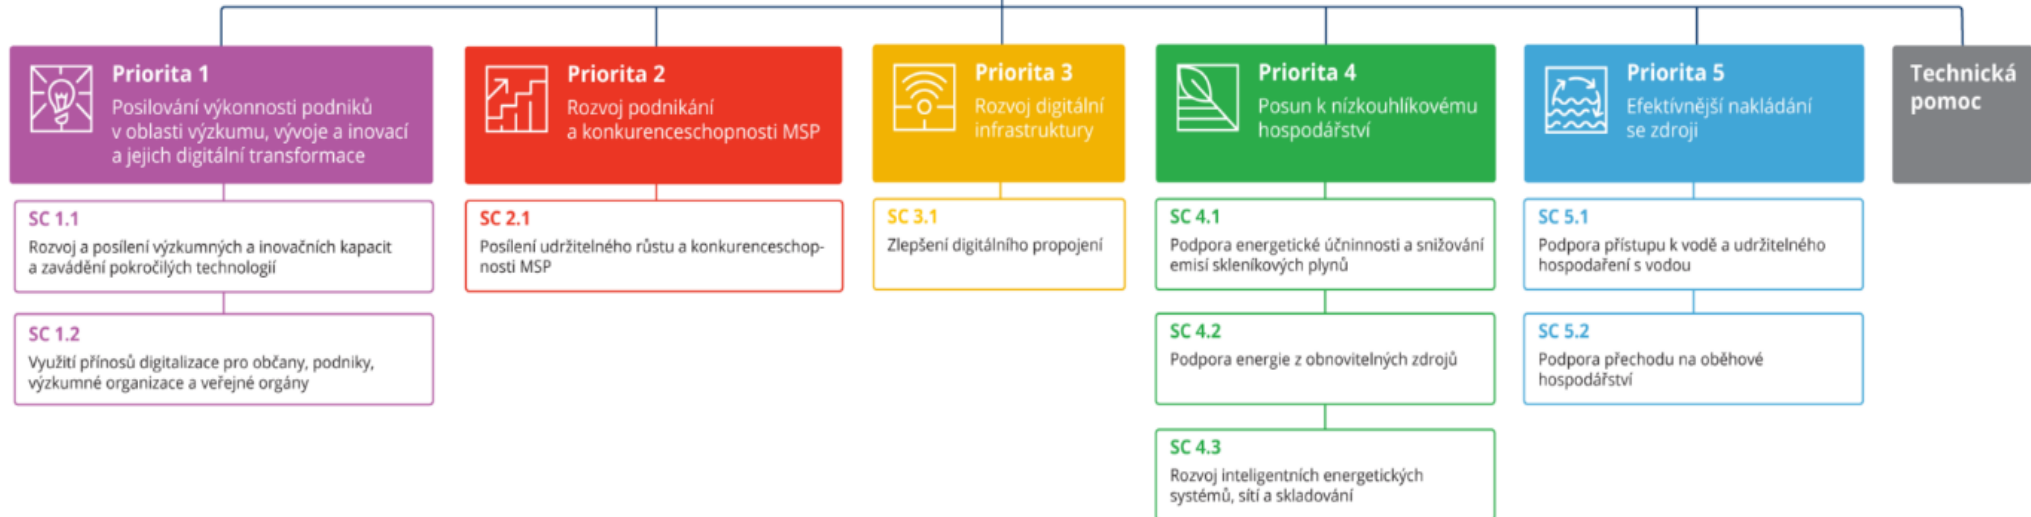 Priorita 1
Posilování výkonnosti podniků
v oblasti výzkumu, vývoje a inovací
a jejich digitální transformace
SC 1.1
Rozvoj a posílení výzkumných a inovačních kapacit
a zavádění pokročilých technologií
SC 1.2
Využití přínosů digitalizace pro občany, podniky,
výzkumné organizace a veřejné orgány
Priorita 2
Rozvoj podnikání
a konkurenceschopnosti MSP
SC 2.1
Posílení udržitelného růstu a konkurenceschop-
nosti MSP
Priorita 3
Rozvoj digitální
infrastruktury
SC 3.1
Zlepšení digitálního propojení
Priorita 4
Posun k nízkouhlíkovému
hospodářství
SC 4.1
Podpora energetické účinnosti a snižování
emisí skleníkových plynů
SC 4.2
Podpora energie z obnovitelných zdrojů
SC 4.3
Rozvoj inteligentních energetických
systémů, sítí a skladování
Priorita 5
Efektívnější nakládání
se zdroji
SC 5.1
Podpora přístupu k vodě a udržitelného
hospodaření s vodou
SC 5.2
Podpora přechodu na oběhové
hospodářství
Technická
pomoc